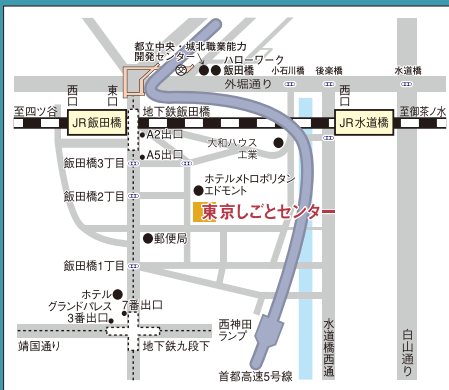 都立中央・城北職業能力
開発センター
ハローワーク
飯田橋
小石川橋
後楽橋
水道橋
外堀通り
西口
東口
西口
至四ツ谷
JR飯田橋
地下鉄飯田橋
JR水道橋
至御茶ノ水
A2出口
大和ハウス
工業
A5出口
飯田橋3丁目
ホテルメトロポリタン
エドモント
飯田橋2丁目
東京しごとセンター
郵便局
飯田橋1丁目
ホテル
グランドパレス
7番出口
3番出口
西神田
ランプ
水道橋西通
白山通り
靖国通り
地下鉄九段下
首都高速5号線